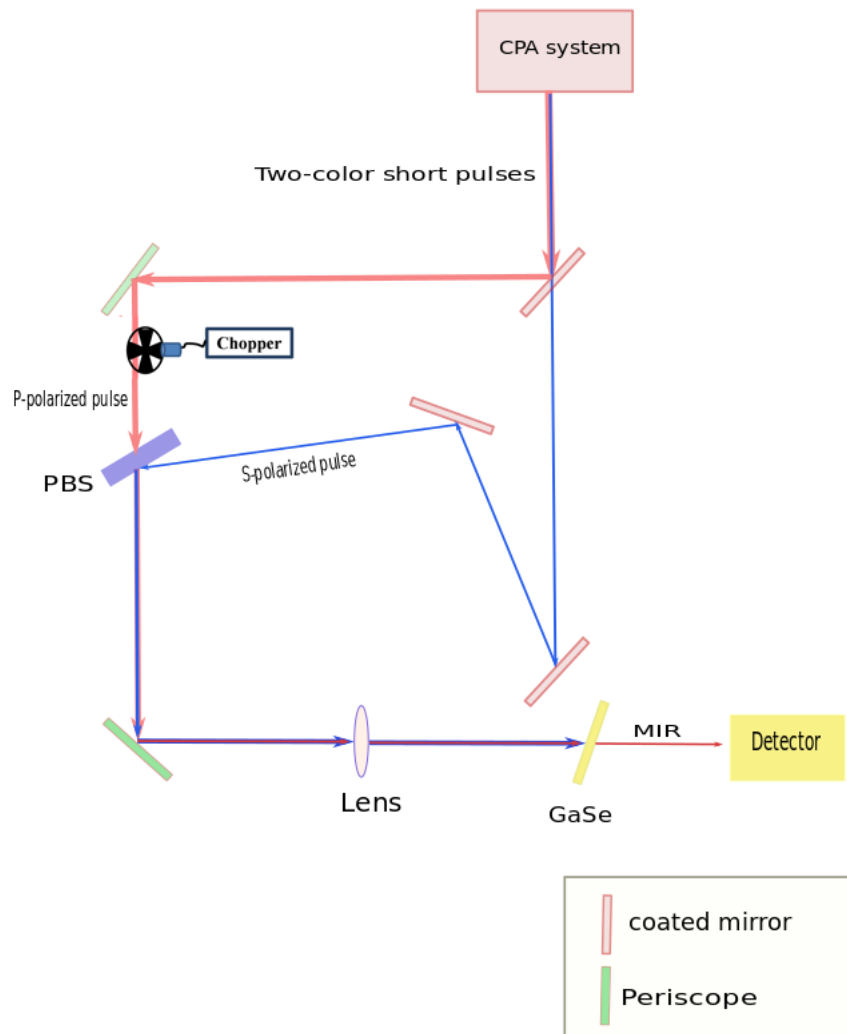 CPA system
Two-color short pulses
Chopper
P-polarized pulse
S-polarized pulse
PBS
MIR
Detector
Lens
GaSe
coated mirror
Periscope